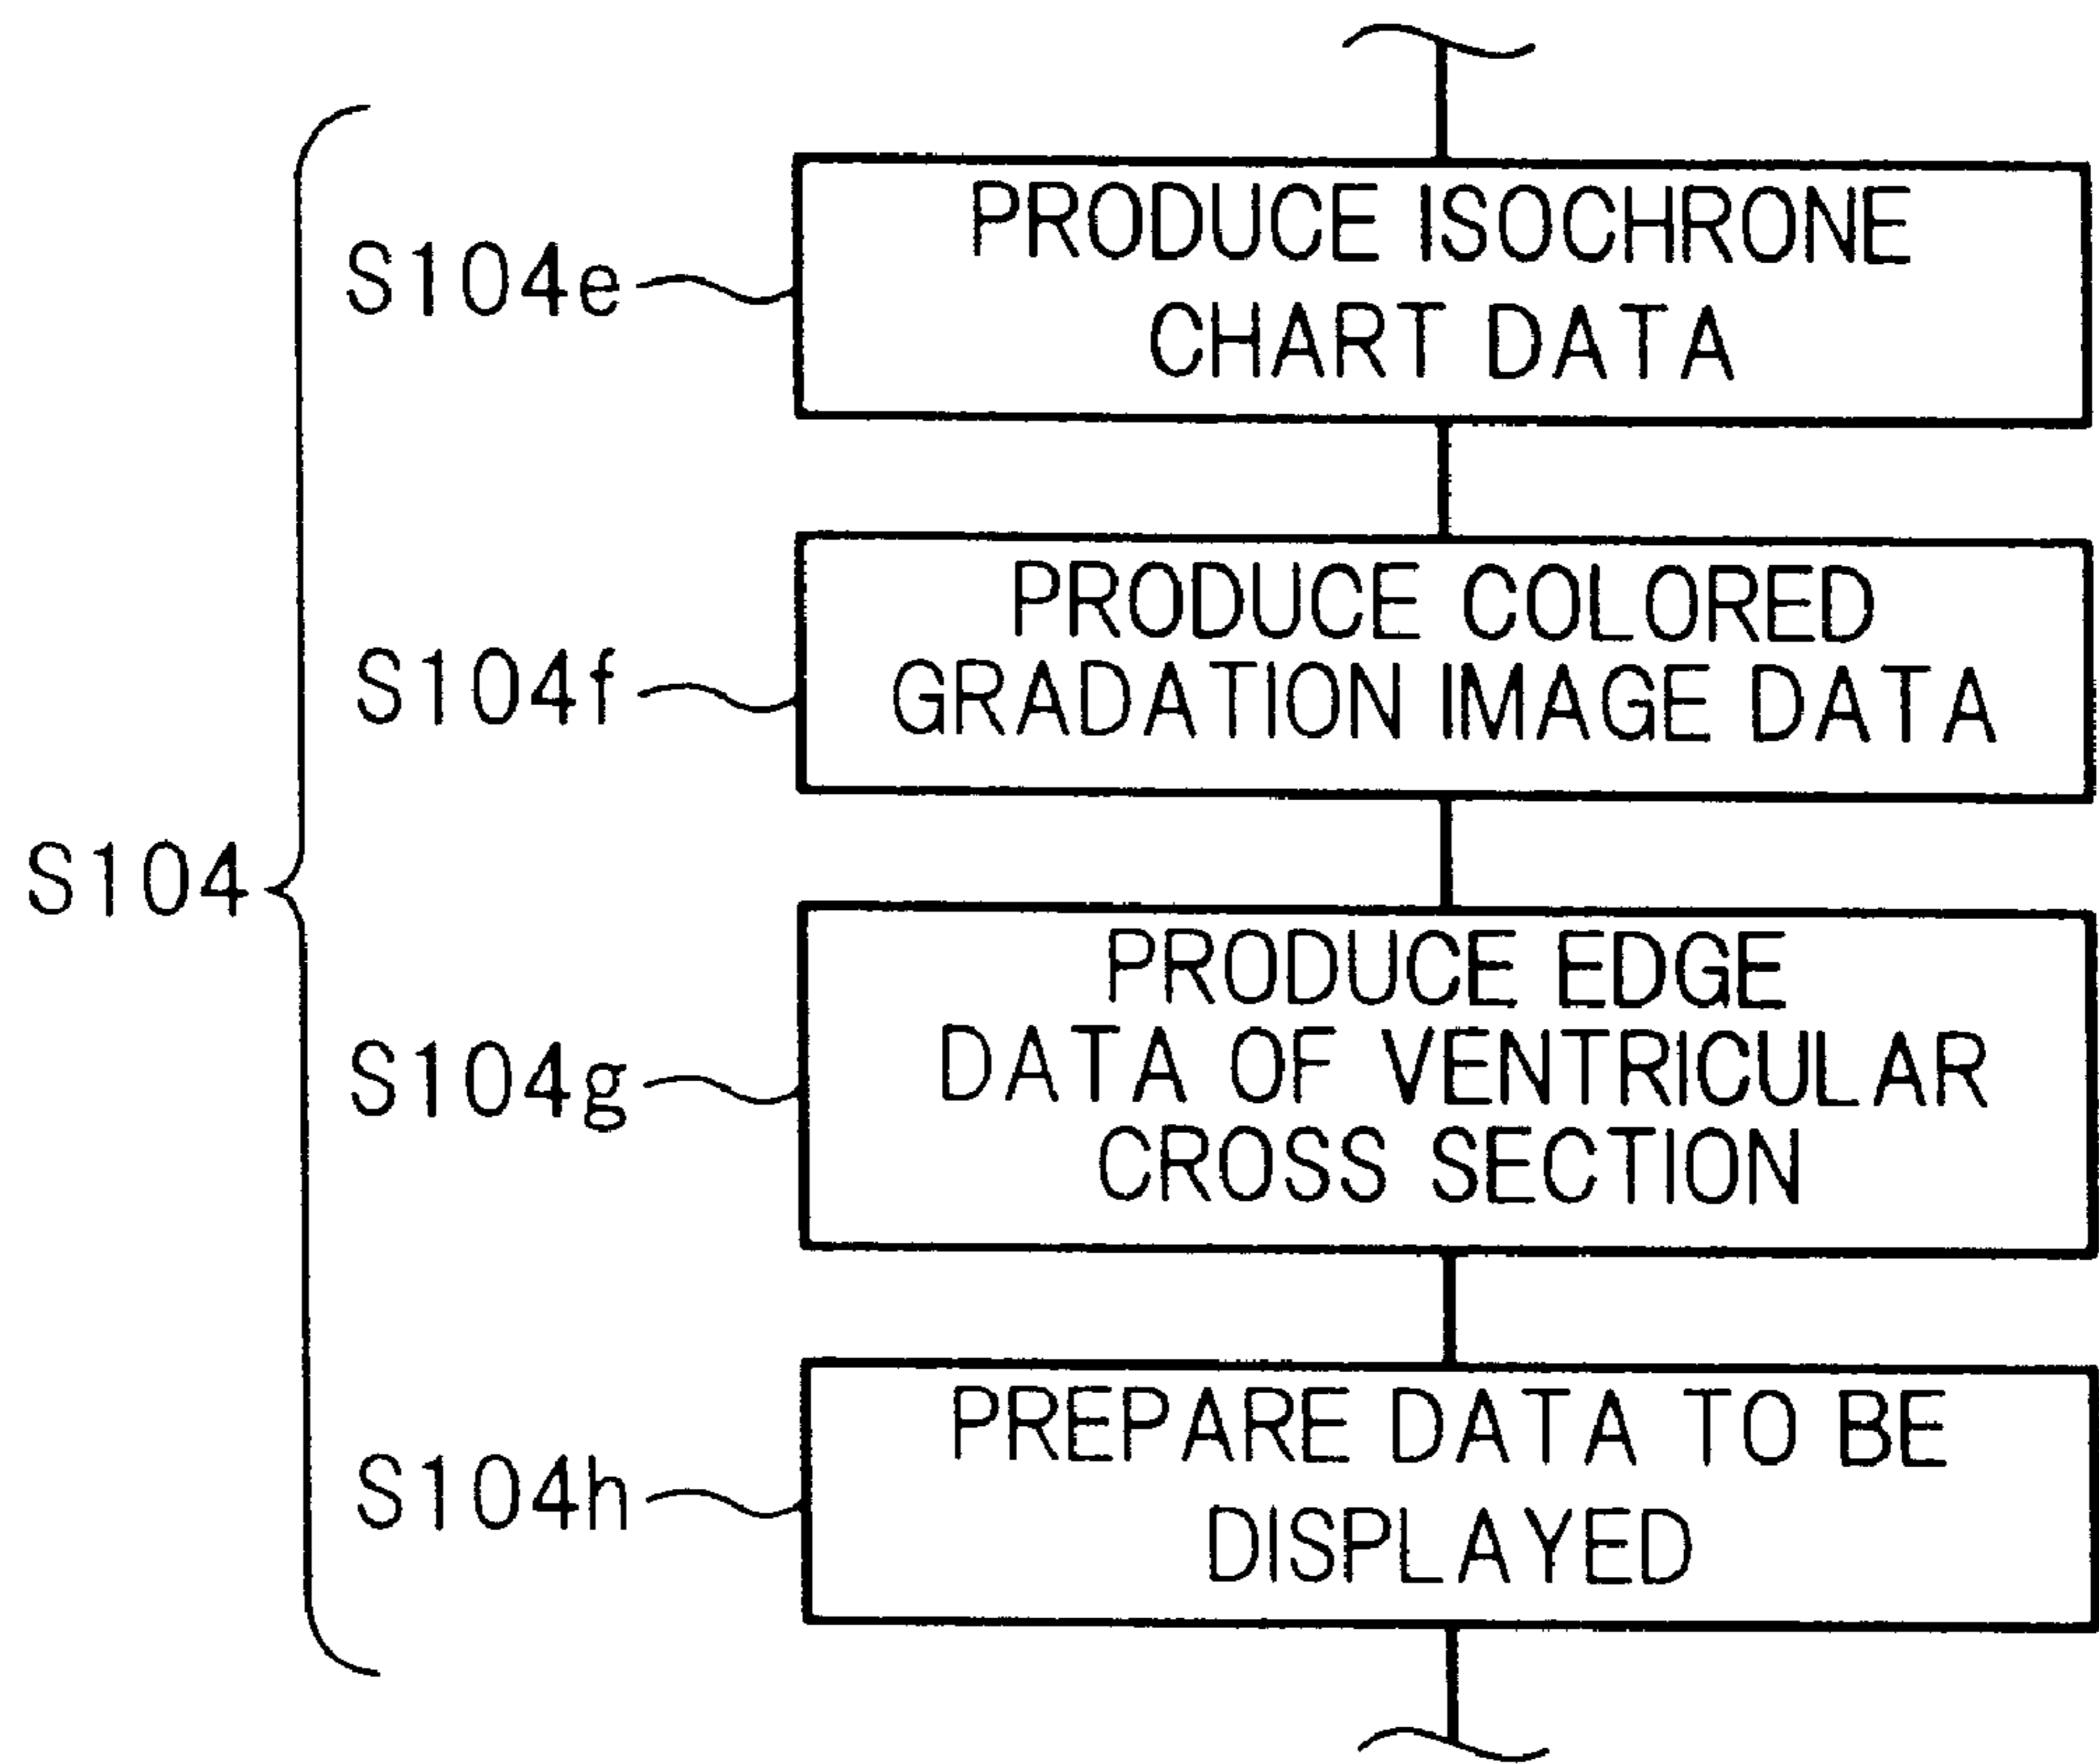 S104e
PRODUCE ISOCHRONE
CHART DATA
S104f
PRODUCE COLORED
GRADATION IMAGE DATA
S104
S104g
PRODUCE EDGE
DATA OF VENTRICULAR
CROSS SECTION
S104h
PREPARE DATA TO BE
DISPLAYED